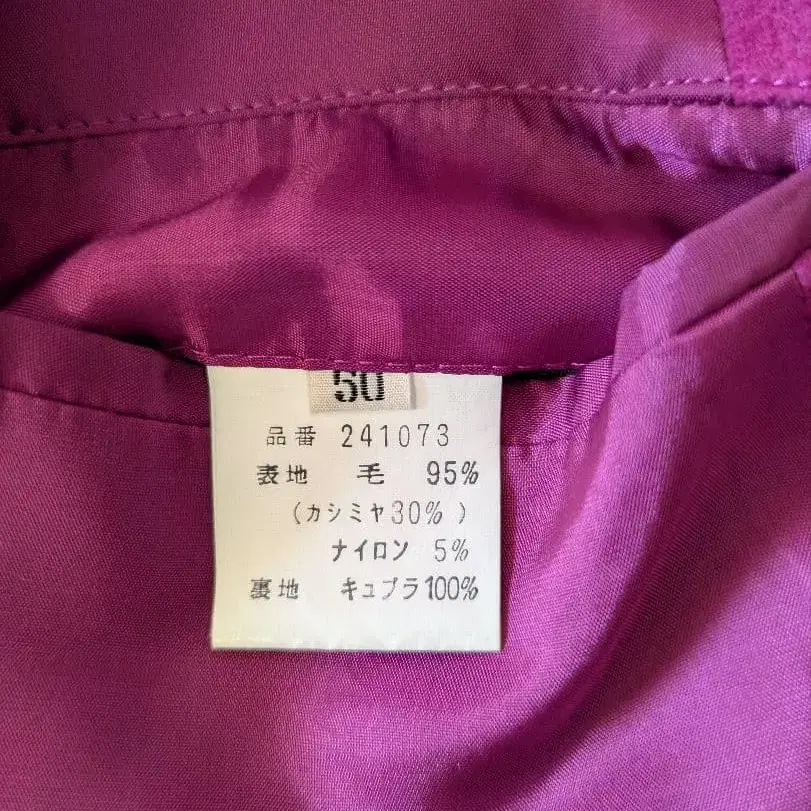 50
品番 241073
表地 毛 95%
(カシミヤ30%)
ナイロン 5%
裏地 キュプラ100%